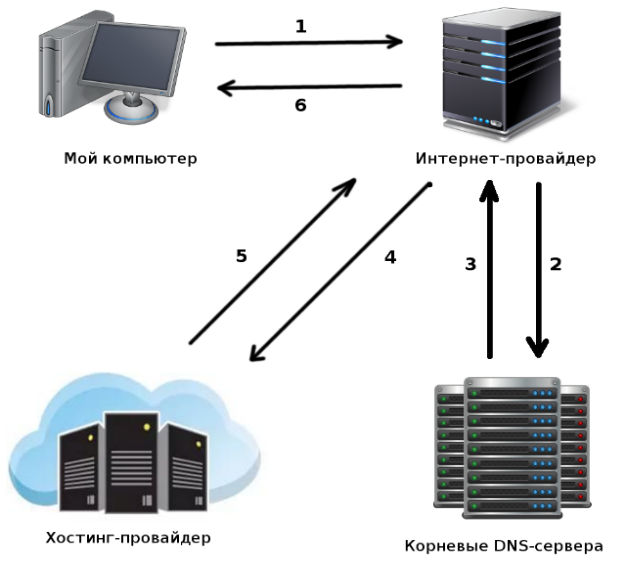 1
6
Мой компьютер
Интернет-провайдер
5
4
3
2
Хостинг-провайдер
Корневые DNS-сервера